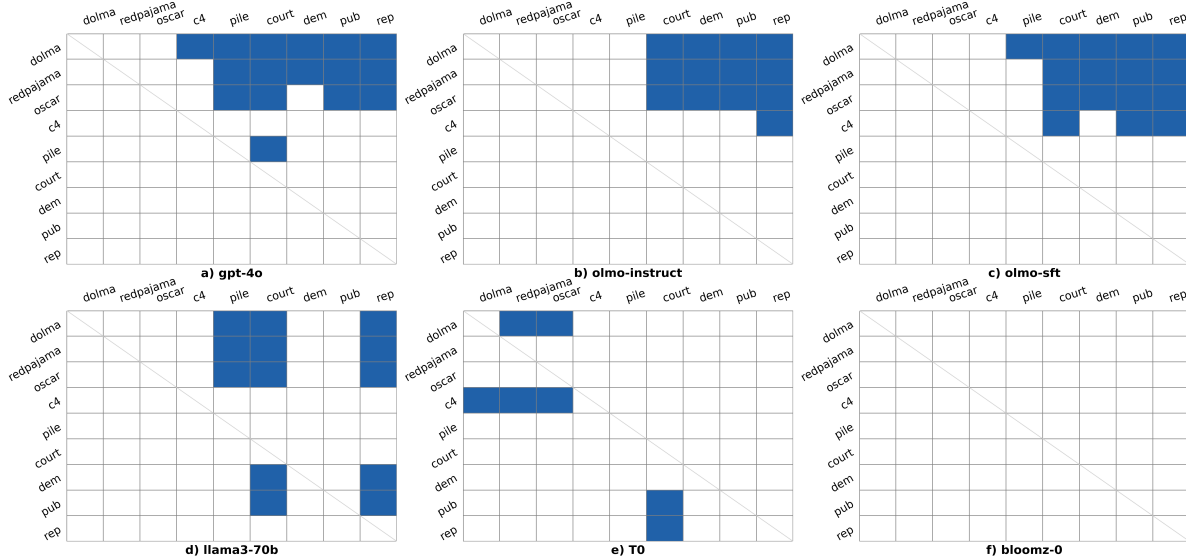 dolma redpajama oscar c4 pile court dem pub rep
dolma
redpajama
oscar
c4
pile
court
dem
pub
rep
a) gpt-4o
dolma redpajama oscar c4 pile court dem pub rep
dolma
redpajama
oscar
c4
pile
court
dem
pub
rep
b) olmo-instruct
dolma redpajama oscar c4 pile court dem pub rep
dolma
redpajama
oscar
c4
pile
court
dem
pub
rep
c) olmo-sft
dolma redpajama oscar c4 pile court dem pub rep
dolma
redpajama
oscar
c4
pile
court
dem
pub
rep
d) llama3-70b
dolma redpajama oscar c4 pile court dem pub rep
dolma
redpajama
oscar
c4
pile
court
dem
pub
rep
e) T0
dolma redpajama oscar c4 pile court dem pub rep
dolma
redpajama
oscar
c4
pile
court
dem
pub
rep
f) bloomz-0